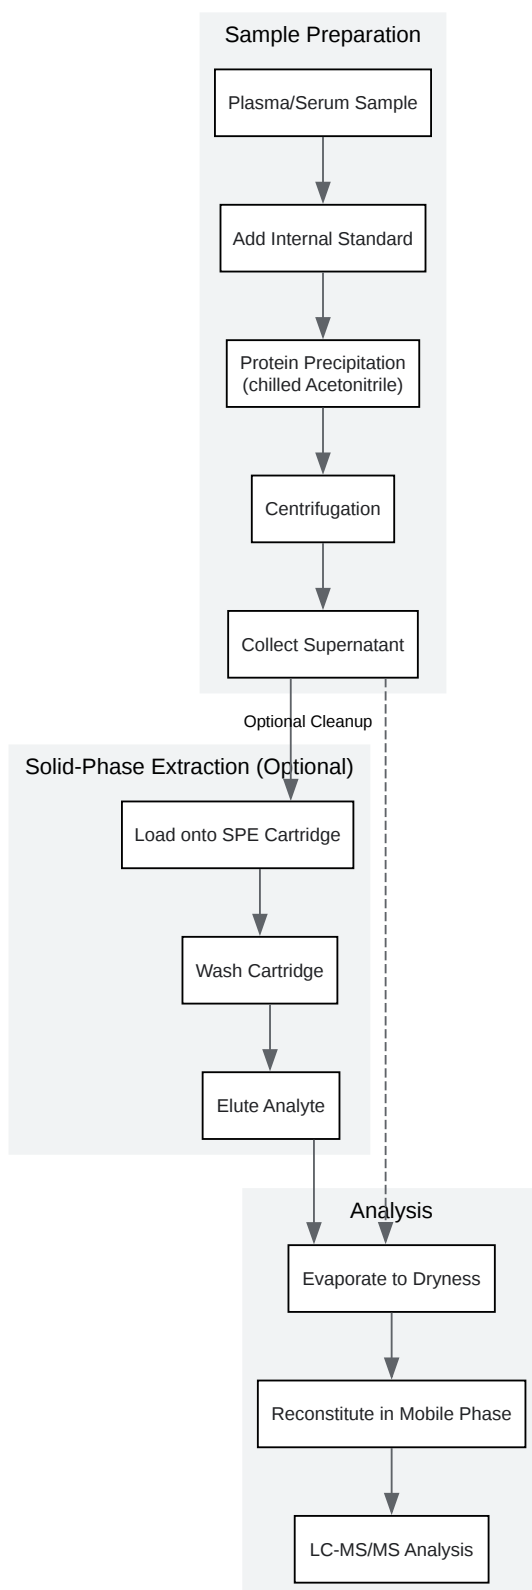 Sample Preparation
Plasma/Serum Sample
Add Internal Standard
Protein Precipitation
(chilled Acetonitrile)
Centrifugation
Collect Supernatant
Optional Cleanup
Solid-Phase Extraction (Optional)
Load onto SPE Cartridge
Wash Cartridge
Elute Analyte
Analysis
Evaporate to Dryness
Reconstitute in Mobile Phase
LC-MS/MS Analysis